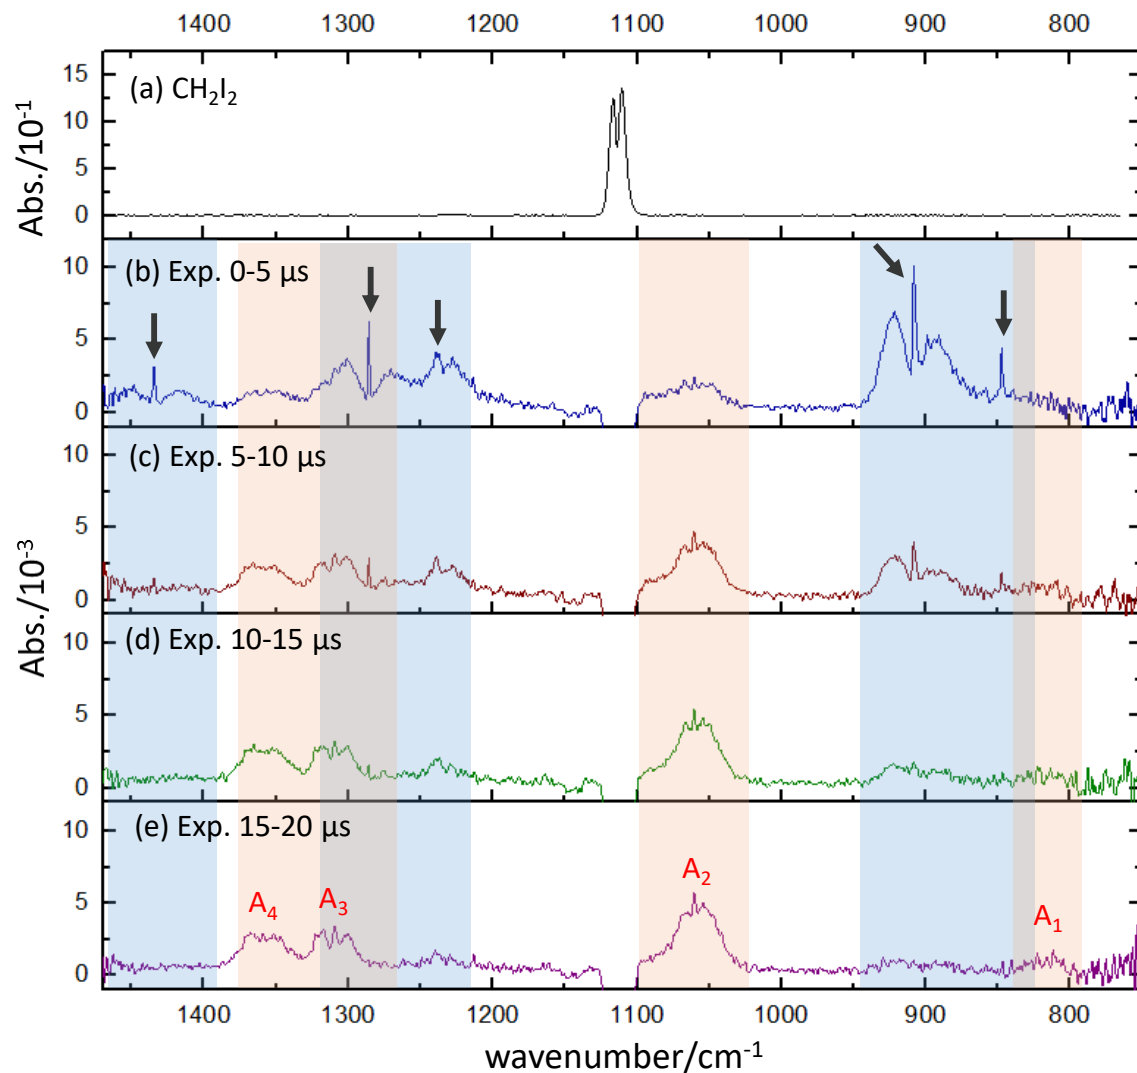 1400 1300 1200 1100 1000 900 800
(a) CH₂I₂
15
10
5
0
Abs./10⁻¹
(b) Exp. 0-5 µs
10
5
0
(c) Exp. 5-10 µs
10
5
0
Abs./10⁻³
(d) Exp. 10-15 µs
10
5
0
(e) Exp. 15-20 µs
10
5
0
A₄ A₃ A₂ A₁
1400 1300 1200 1100 1000 900 800
wavenumber/cm⁻¹